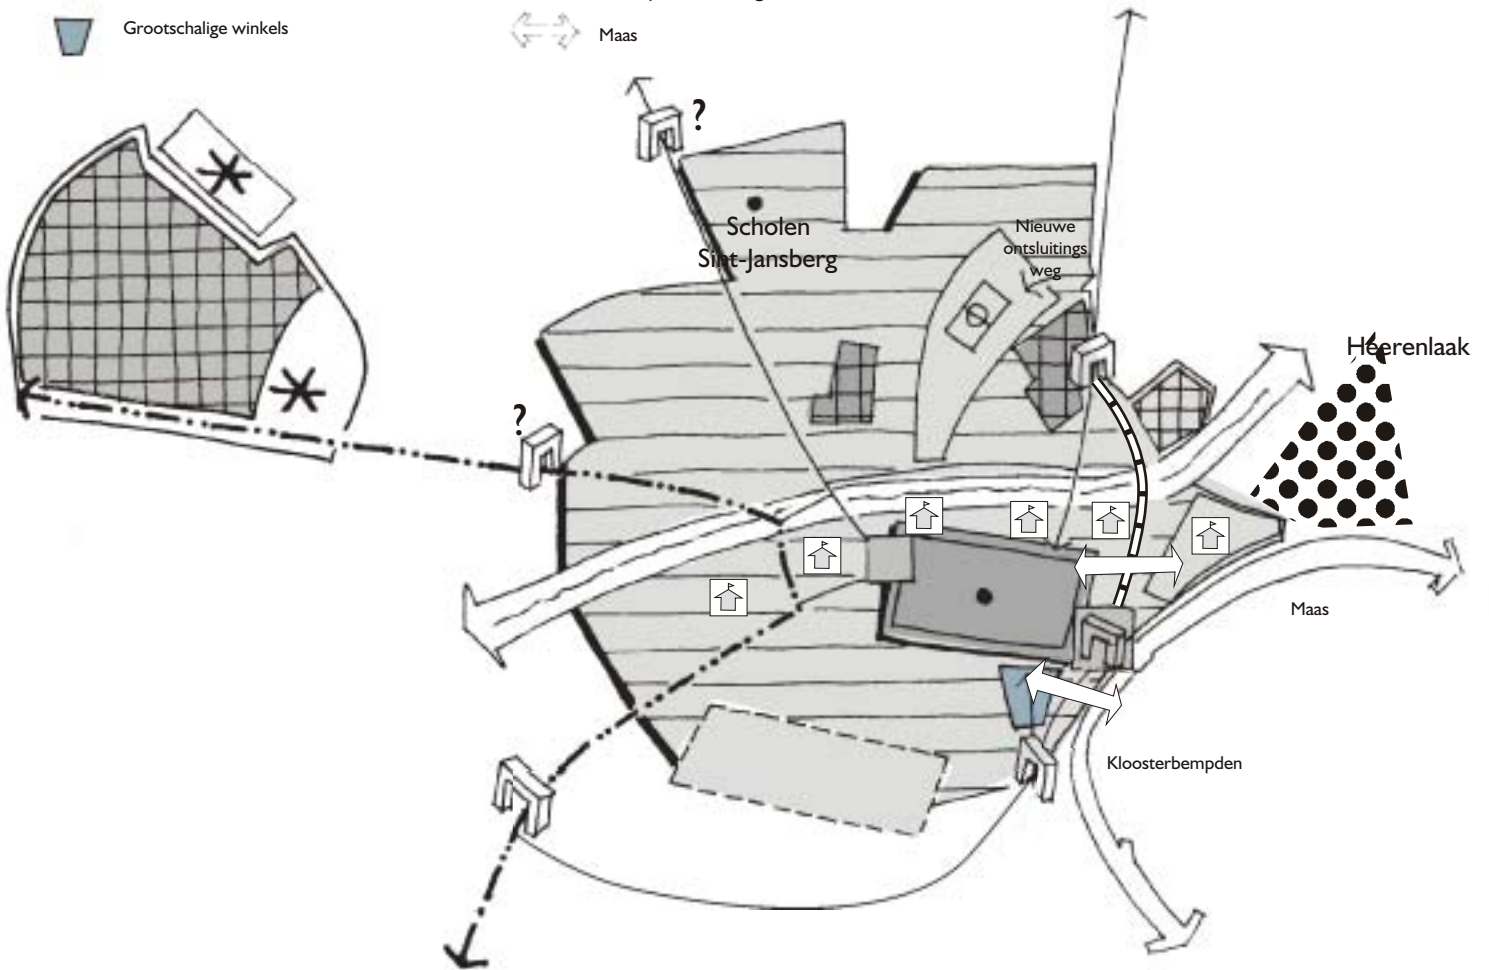 Grootschalige winkels
Maas
?
Scholen
Sint-Jansberg
Nieuwe
ontsluitings
weg
Heerenlaak
?
Maas
Kloosterbempden